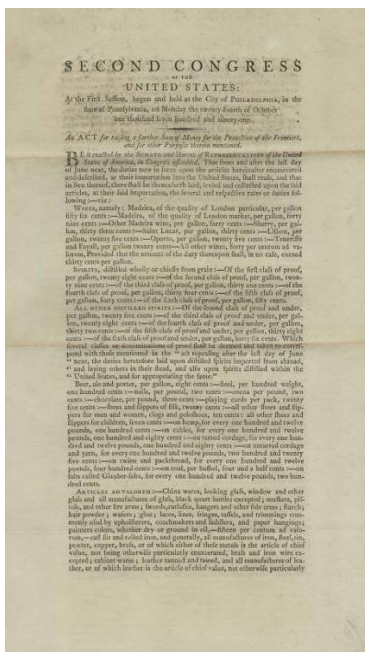 SECOND CONGRESS
OF THE
UNITED STATES:
At the First Session, begun and held at the City of PHILADELPHIA, in the
State of Pennsylvania, on Monday the twenty-fourth of October
one thousand seven hundred and ninety-one.
An ACT for raising a farther Sum of Money for the Protection of the Frontiers,
and for other Purposes therein mentioned.
BE it enacted by the SENATE and HOUSE of REPRESENTATIVES of the United
States of America, in Congress assembled, That from and after the last day
of June next, the duties now in force upon the articles hereinafter enumerated
and described, at their importation into the United States, shall cease, and that
in lieu thereof, there shall be thenceforth laid, levied and collected upon the said
articles, at their said importation, the several and respective rates or duties fol-
lowing:—viz:
WINES, namely: Madeira, of the quality of London particular, per gallon
fifty six cents:—Madeira, of the quality of London market, per gallon, forty
nine cents:—Other Madeira wine, per gallon, forty cents:—Sherry, per gal-
lon, thirty three cents:—Saint Lucar, per gallon, thirty cents:—Lisbon, per
gallon, twenty five cents:—Oporto, per gallon, twenty five cents:—Teneriffe
and Fayall, per gallon twenty cents:—All other wines, forty per centum ad va-
lorem, Provided that the amount of the duty thereupon shall, in no case, exceed
thirty cents per gallon.
SPIRITS, distilled wholly or chiefly from grain:—Of the first class of proof,
per gallon, twenty eight cents:—of the second class of proof, per gallon, twen-
ty nine cents:—of the third class of proof, per gallon, thirty one cents:—of the
fourth class of proof, per gallon, thirty four cents:—of the fifth class of proof,
per gallon, forty cents:—of the sixth class of proof, per gallon, fifty cents.
ALL OTHER DISTILLED SPIRITS:—Of the second class of proof and under,
per gallon, twenty five cents:—of the third class of proof and under, per gal-
lon, twenty eight cents:—of the fourth class of proof and under, per gallon,
thirty two cents:—of the fifth class of proof and under, per gallon, thirty eight
cents:—of the sixth class of proof and under, per gallon, forty six cents. Which
several classes or denominations of proof shall be deemed and taken to corres-
pond with those mentioned in the "act repealing after the last day of June
"next, the duties heretofore laid upon distilled spirits imported from abroad,
"and laying others in their stead, and also upon spirits distilled within the
"United States, and for appropriating the same."
Beer, ale and porter, per gallon, eight cents:—steel, per hundred weight,
one hundred cents:—nails, per pound, two cents:—cocoa per pound, two
cents:—chocolate, per pound, three cents:—playing cards per pack, twenty
five cents:—shoes and slippers of silk, twenty cents:—all other shoes and slip-
pers for men and women, clogs and goloshoes, ten cents: all other shoes and
slippers for children, seven cents:—on hemp, for every one hundred and twelve
pounds, one hundred cents:—on cables, for every one hundred and twelve
pounds, one hundred and eighty cents:—on tarred cordage, for every one hun-
dred and twelve pounds, one hundred and eighty cents:—on untarred cordage
and yarn, for every one hundred and twelve pounds, two hundred and twenty
five cents:—on twine and packthread, for every one hundred and twelve
pounds, four hundred cents:—on coal, per bushel, four and a half cents:—on
salts called Glauber-salts, for every one hundred and twelve pounds, two hun-
dred cents.
ARTICLES AD VALOREM:—China wares, looking glass, window and other
glass and all manufactures of glass, black quart bottles excepted; muskets, pis-
tols, and other fire arms; swords, cutlasses, hangers and other side arms; starch;
hair powder; wafers; glue; laces, lines, fringes, tassels, and trimmings com-
monly used by upholsterers, coachmakers and saddlers, and paper hangings;
painters colors, whether dry or ground in oil,—fifteen per centum ad valo-
rem,—cast slit and rolled iron, and generally, all manufactures of iron, steel, tin,
pewter, copper, brass, or of which either of these metals is the article of chief
value, not being otherwise particularly enumerated, brass and iron wire ex-
cepted; cabinet wares; leather tanned and tawed, and all manufactures of lea-
ther, or of which leather is the article of chief value, not otherwise particularly